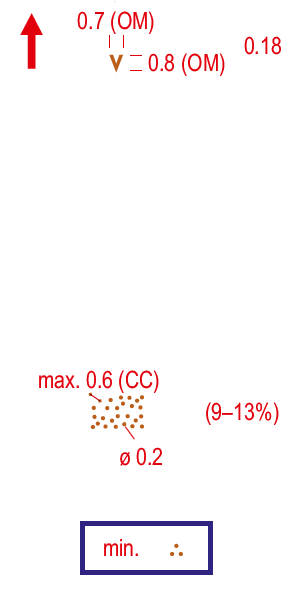 0.7 (OM)
0.18
0.8 (OM)
max. 0.6 (CC)
(9–13%)
ø 0.2
min.